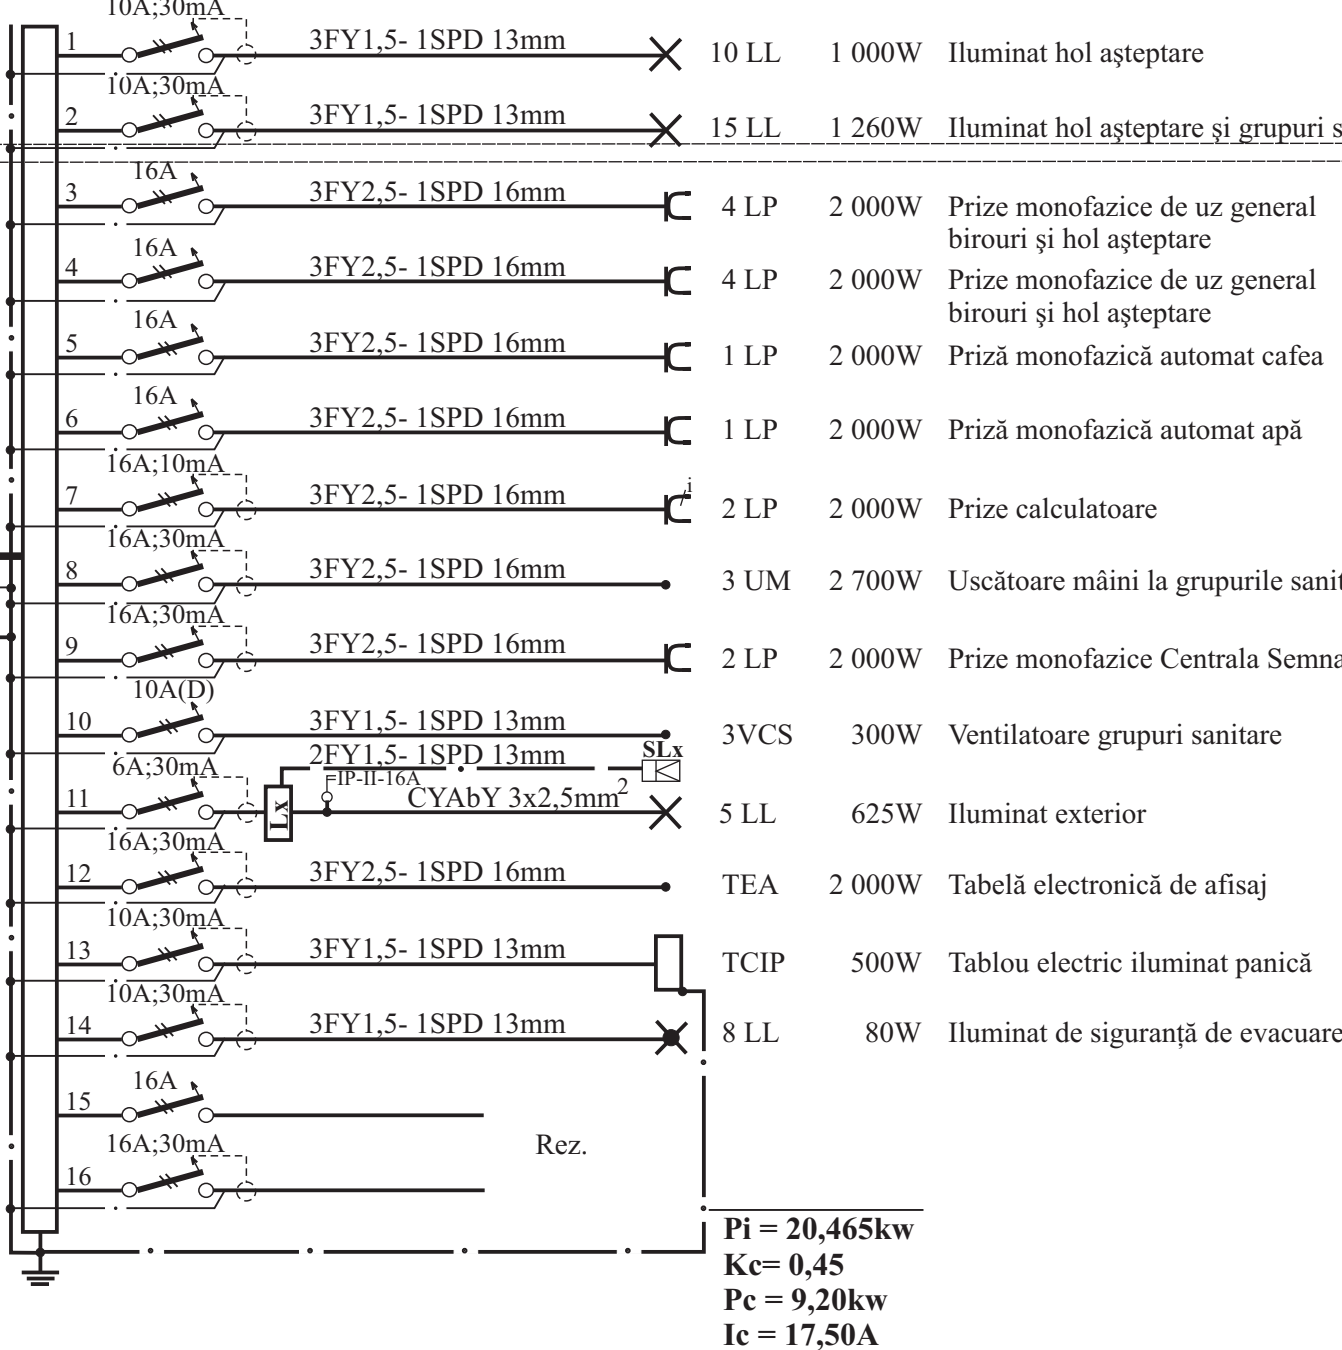 10A;30mA
1 3FY1,5- 1SPD 13mm 10 LL 1 000W Iluminat hol aşteptare
10A;30mA
2 3FY1,5- 1SPD 13mm 15 LL 1 260W Iluminat hol aşteptare şi grupuri s
16A
3 3FY2,5- 1SPD 16mm 4 LP 2 000W Prize monofazice de uz general
birouri şi hol aşteptare
16A
4 3FY2,5- 1SPD 16mm 4 LP 2 000W Prize monofazice de uz general
birouri şi hol aşteptare
16A
5 3FY2,5- 1SPD 16mm 1 LP 2 000W Priză monofazică automat cafea
16A
6 3FY2,5- 1SPD 16mm 1 LP 2 000W Priză monofazică automat apă
16A;10mA
7 3FY2,5- 1SPD 16mm i 2 LP 2 000W Prize calculatoare
16A;30mA
8 3FY2,5- 1SPD 16mm 3 UM 2 700W Uscătoare mâini la grupurile sanit
16A;30mA
9 3FY2,5- 1SPD 16mm 2 LP 2 000W Prize monofazice Centrala Semna
10A(D)
10 3FY1,5- 1SPD 13mm 3VCS 300W Ventilatoare grupuri sanitare
2FY1,5- 1SPD 13mm SLx
6A;30mA IP-II-16A
11 Lx CYAbY 3x2,5mm2 5 LL 625W Iluminat exterior
16A;30mA
12 3FY2,5- 1SPD 16mm TEA 2 000W Tabelă electronică de afisaj
10A;30mA
13 3FY1,5- 1SPD 13mm TCIP 500W Tablou electric iluminat panică
10A;30mA
14 3FY1,5- 1SPD 13mm 8 LL 80W Iluminat de siguranţă de evacuare
16A
15
Rez.
16A;30mA
16
Pi = 20,465kw
Kc= 0,45
Pc = 9,20kw
Ic = 17,50A